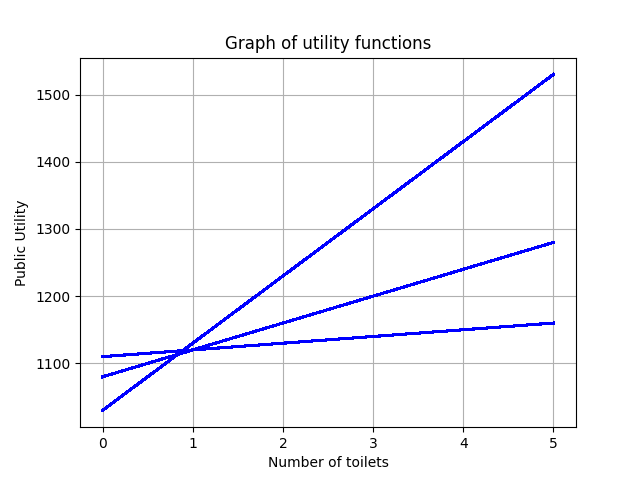 Graph of utility functions
1500
1400
1300
1200
1100
Public Utility
0 1 2 3 4 5
Number of toilets